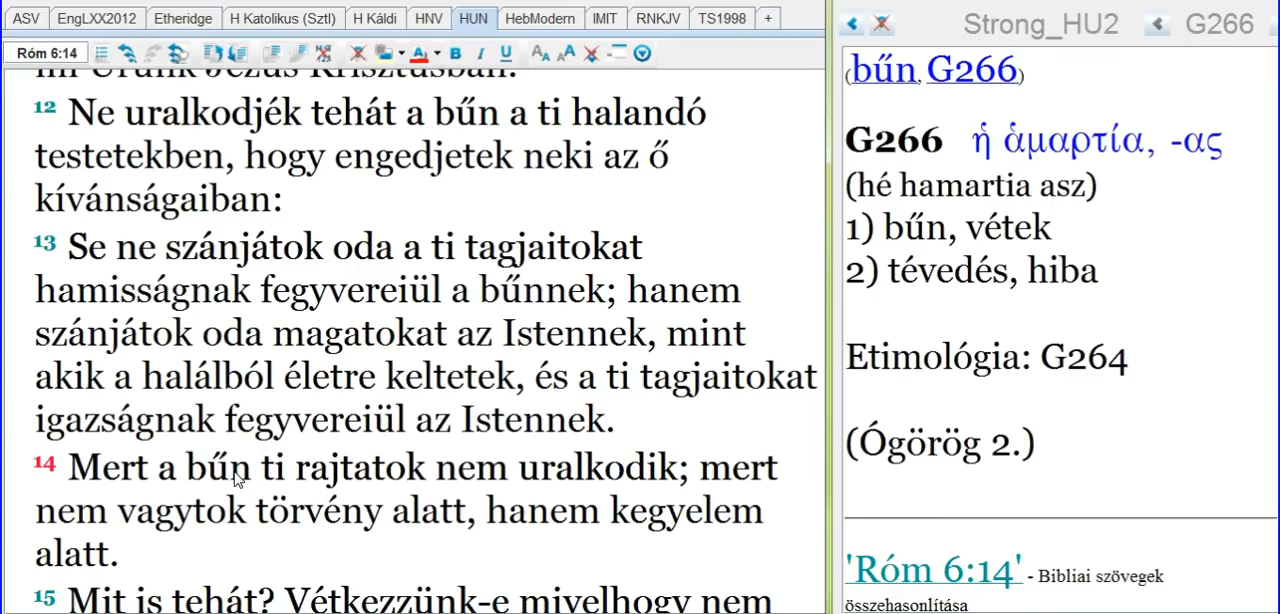 ASV EngLXX2012 Etheridge H Katolikus (Sztl) H Káldi HNV HUN HebModern IMIT RNKJV TS1998 +
Róm 6:14
12 Ne uralkodjék tehát a bűn a ti halandó
testetekben, hogy engedjetek neki az ő
kívánságaiban:
13 Se ne szánjátok oda a ti tagjaitokat
hamisságnak fegyvereiül a bűnnek; hanem
szánjátok oda magatokat az Istennek, mint
akik a halálból életre keltetek, és a ti tagjaitokat
igazságnak fegyvereiül az Istennek.
14 Mert a bűn ti rajtatok nem uralkodik; mert
nem vagytok törvény alatt, hanem kegyelem
alatt.
15 Mit is tehát? Vétkezzünk-e mivelhogy nem
Strong_HU2 G266
(bűn, G266)
G266 ἡ ἁμαρτία, -ας
(hé hamartia asz)
1) bűn, vétek
2) tévedés, hiba
Etimológia: G264
(Ógörög 2.)
'Róm 6:14' - Bibliai szövegek
összehasonlítása